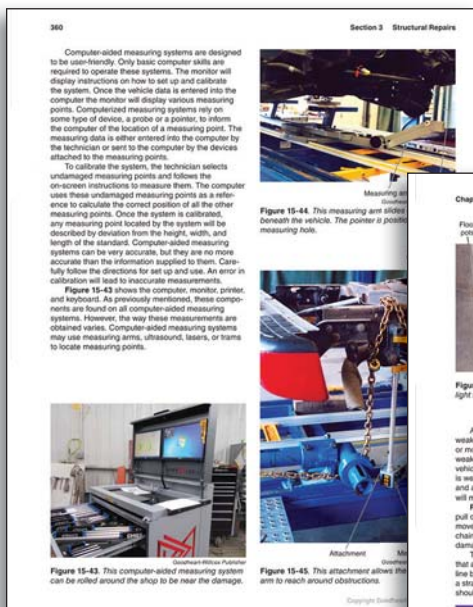 360
Section 3 Structural Repairs
Computer-aided measuring systems are designed
to be user-friendly. Only basic computer skills are
required to operate these systems. The monitor will
display instructions on how to set up and calibrate
the system. Once the vehicle data is entered into the
computer the monitor will display various measuring
points. Computerized measuring systems rely on
some type of device, a probe or a pointer, to inform
the computer of the location of a measuring point. The
measuring data is either entered into the computer by
the technician or sent to the computer by the devices
attached to the measuring points.
To calibrate the system, the technician selects
undamaged measuring points and follows the
on-screen instructions to measure them. The computer
uses these undamaged measuring points as a refer-
ence to calculate the correct position of all the other
measuring points. Once the system is calibrated,
any measuring point located by the system will be
described by deviation from the height, width, and
length of the standard. Computer-aided measuring
systems can be very accurate, but they are no more
accurate than the information supplied to them. Care-
fully follow the directions for set up and use. An error in
calibration will lead to inaccurate measurements.
Figure 15-43 shows the computer, monitor, printer,
and keyboard. As previously mentioned, these compo-
nents are found on all computer-aided measuring
systems. However, the way these measurements are
obtained varies. Computer-aided measuring systems
may use measuring arms, ultrasound, lasers, or trams
to locate measuring points.
Goodheart-Willcox Publisher
Figure 15-43. This computer-aided measuring system
can be rolled around the shop to be near the damage.
Measuring
Figure 15-44. This measuring arm slides
beneath the vehicle. The pointer is
measuring hole.
Attachment
Figure 15-45. This attachment allows the
arm to reach around obstructions.
Copyright
Chap
Figu
light
A
weak
or
weak
is
and
will
F
pull
move
chain
T
that
line
a